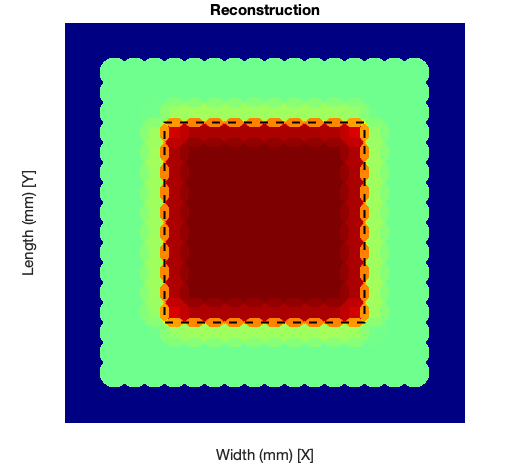 Reconstruction
Length (mm) [Y]
Width (mm) [X]